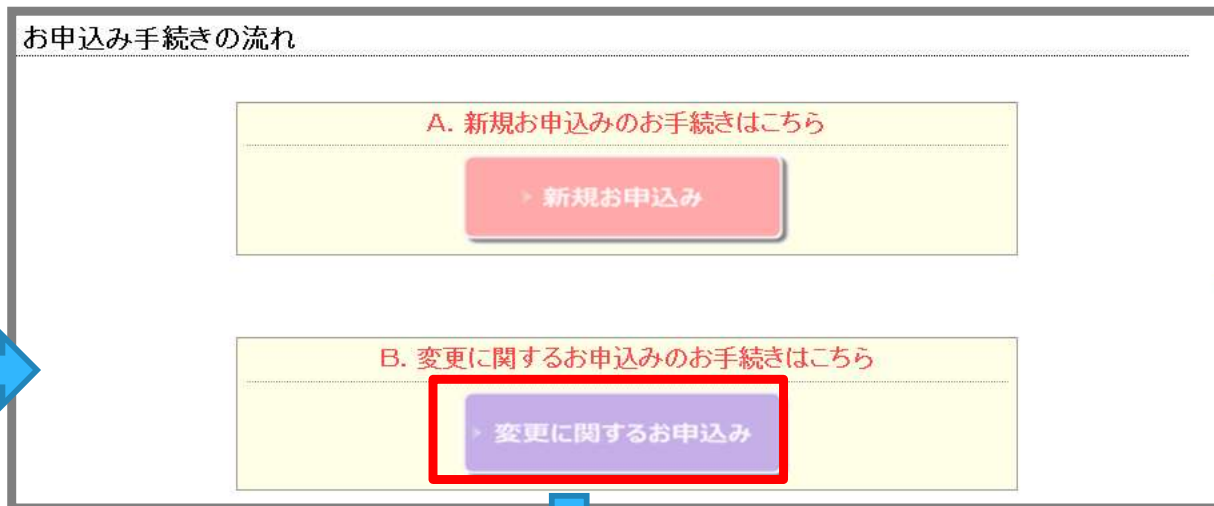 お申込み手続きの流れ
A. 新規お申込みのお手続きはこちら
新規お申込み
B. 変更に関するお申込みのお手続きはこちら
変更に関するお申込み